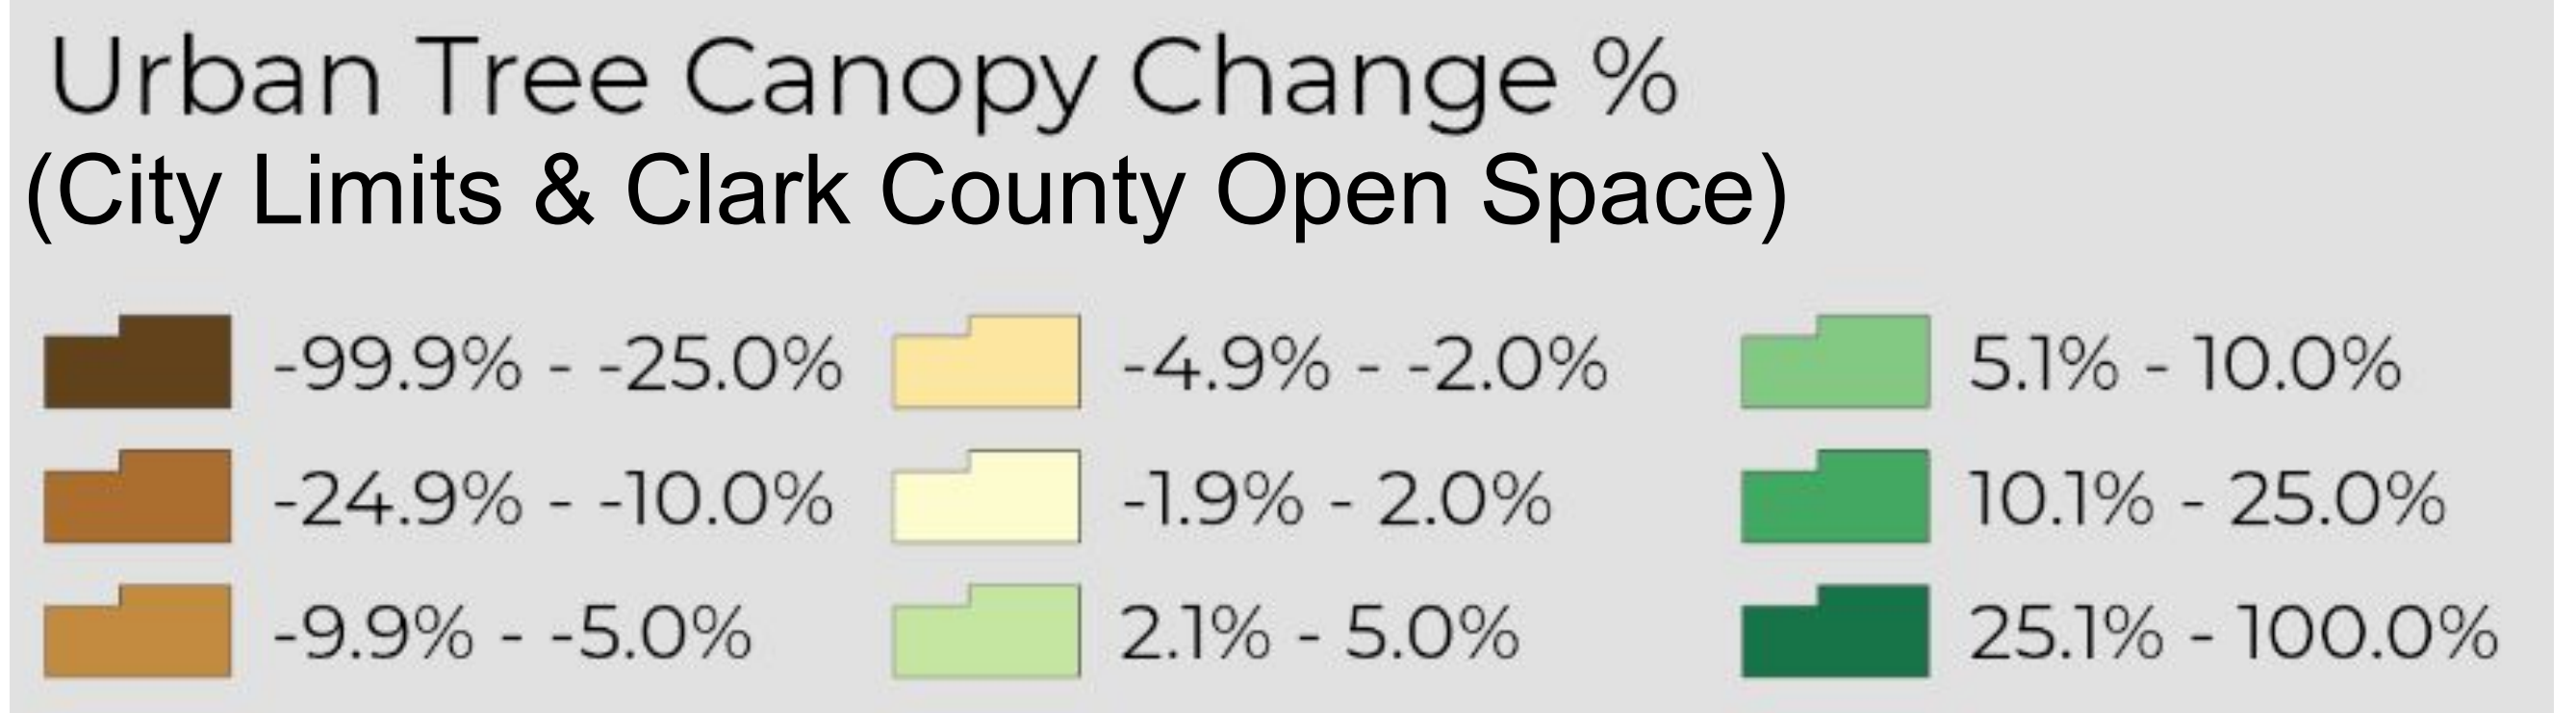 Urban Tree Canopy Change %
(City Limits & Clark County Open Space)
-99.9% - -25.0%
-24.9% - -10.0%
-9.9% - -5.0%
-4.9% - -2.0%
-1.9% - 2.0%
2.1% - 5.0%
5.1% - 10.0%
10.1% - 25.0%
25.1% - 100.0%